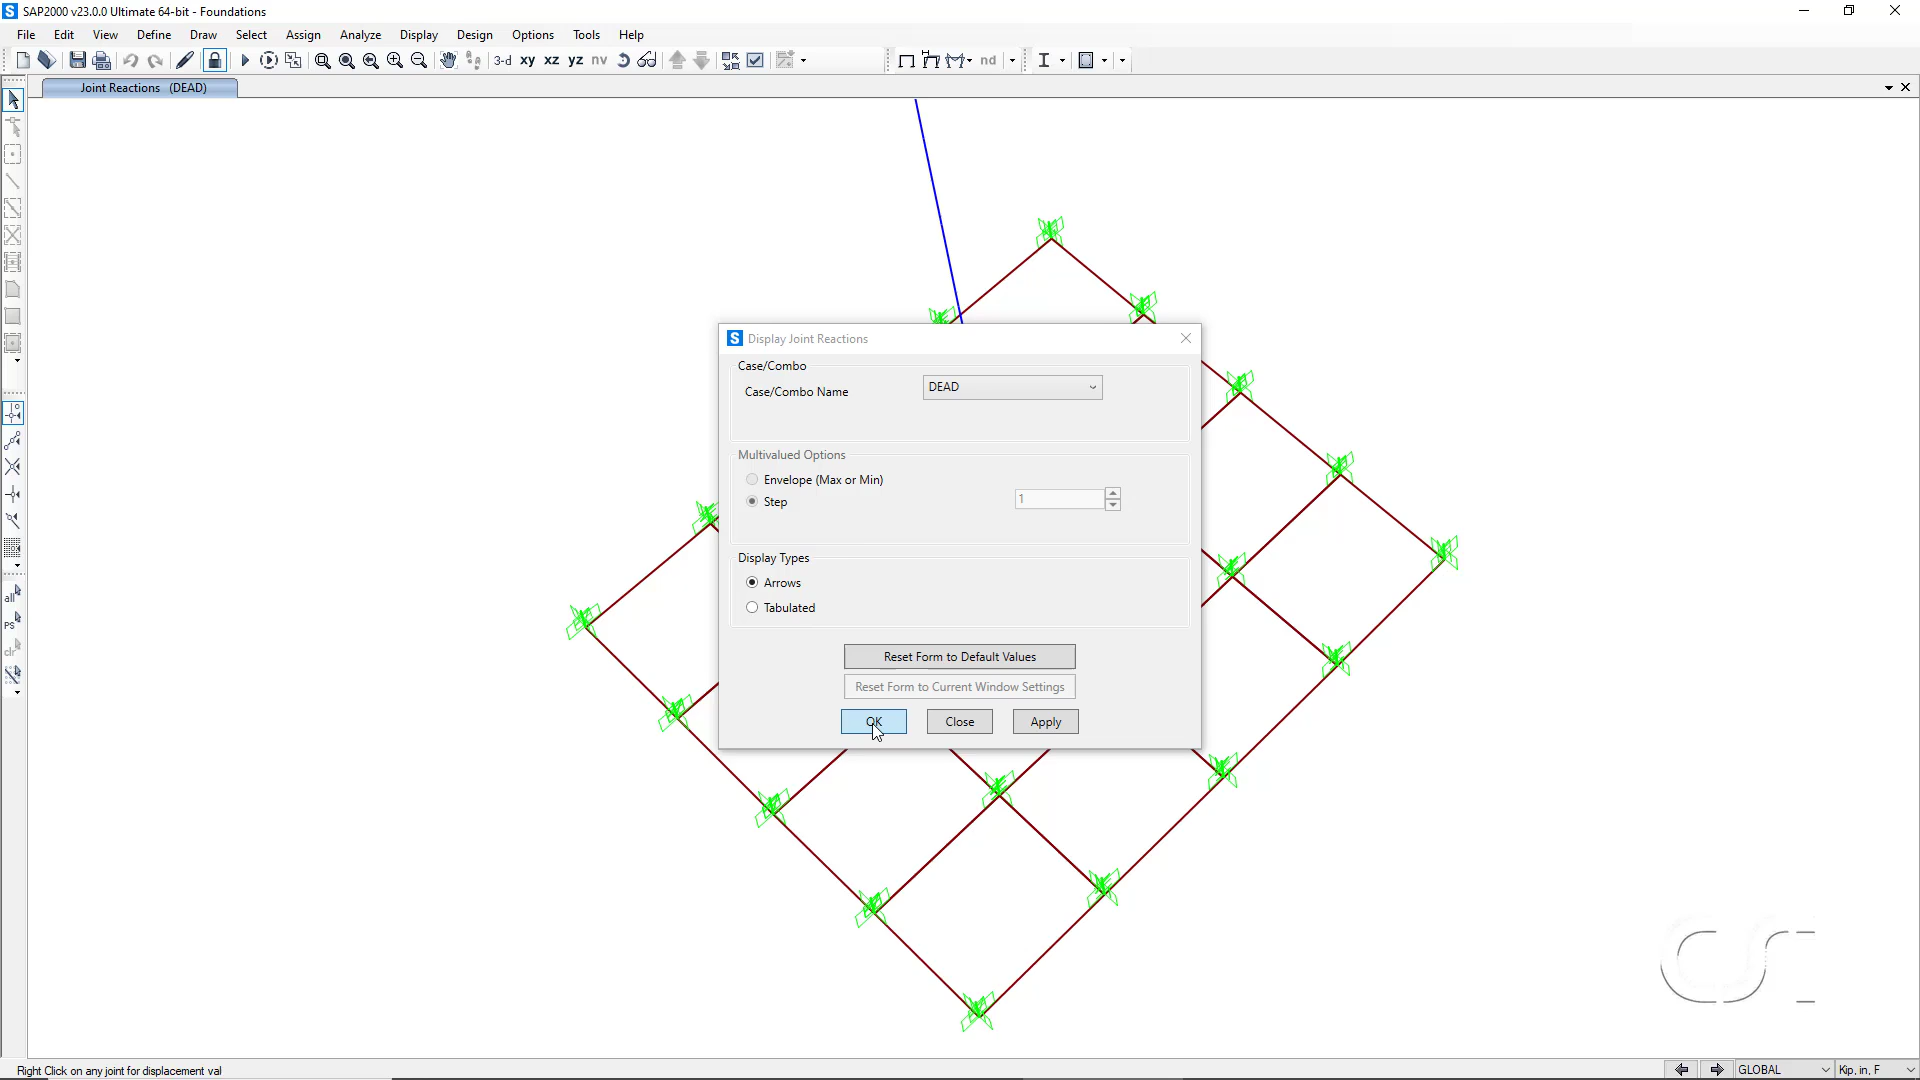 SAP2000 v23.0.0 Ultimate 64-bit - Foundations
File Edit View Define Draw Select Assign Analyze Display Design Options Tools Help
3-d xy xz yz nv nd
Joint Reactions (DEAD)
Display Joint Reactions
Case/Combo
Case/Combo Name DEAD
Multivalued Options
Envelope (Max or Min)
Step 1
Display Types
Arrows
Tabulated
Reset Form to Default Values
Reset Form to Current Window Settings
OK Close Apply
all
PS
clr
CSI
Right Click on any joint for displacement val
GLOBAL Kip, in, F